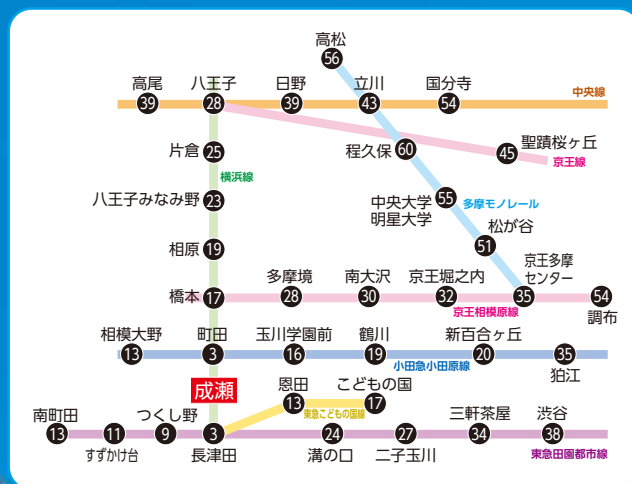 高松
56
高尾 八王子 日野 立川 国分寺
39 28 39 43 54 中央線
片倉 25
横浜線
程久保 60
45 聖蹟桜ヶ丘
京王線
八王子みなみ野 23
中央大学
明星大学
55
多摩モノレール
相原 19
松が谷
51
橋本 17
多摩境 南大沢 京王堀之内 京王多摩
センター
28 30 32 35 54
京王相模原線
調布
相模大野 町田 玉川学園前 鶴川 新百合ヶ丘
13 3 16 19 20 35
小田急小田原線
狛江
成瀬
恩田 こどもの国
13 17
東急こどもの国線
南町田 つくし野 三軒茶屋 渋谷
13 11 9 3 24 27 34 38
すずかけ台 長津田 溝の口 二子玉川
東急田園都市線